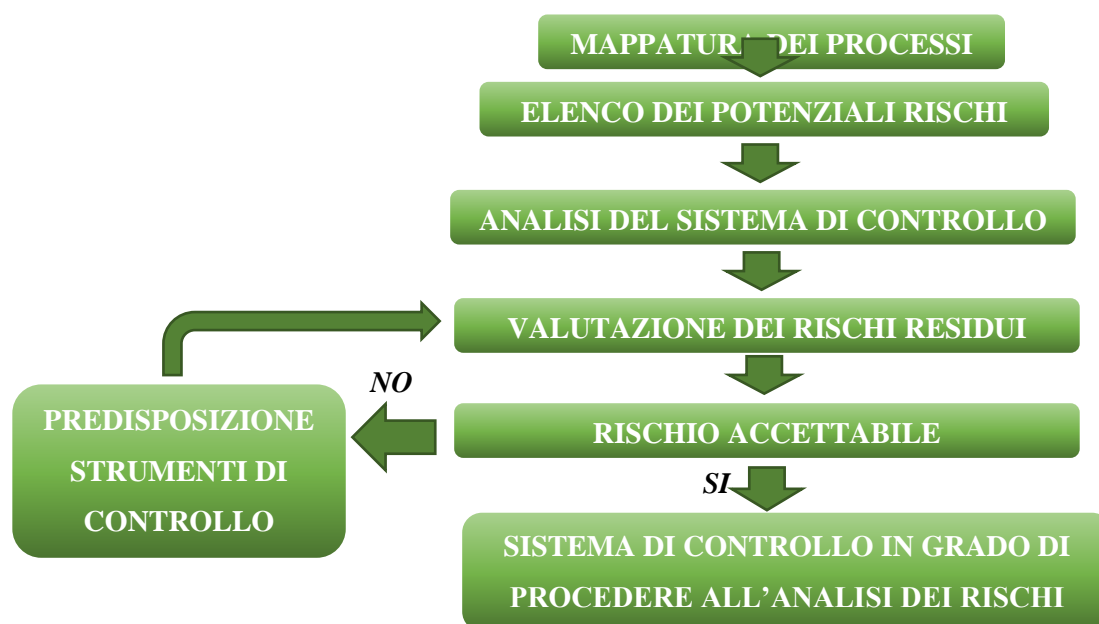 MAPPATURA DEI PROCESSI
ELENCO DEI POTENZIALI RISCHI
ANALISI DEL SISTEMA DI CONTROLLO
VALUTAZIONE DEI RISCHI RESIDUI
NO
PREDISPOSIZIONE
STRUMENTI DI
CONTROLLO
RISCHIO ACCETTABILE
SI
SISTEMA DI CONTROLLO IN GRADO DI
PROCEDERE ALL’ANALISI DEI RISCHI